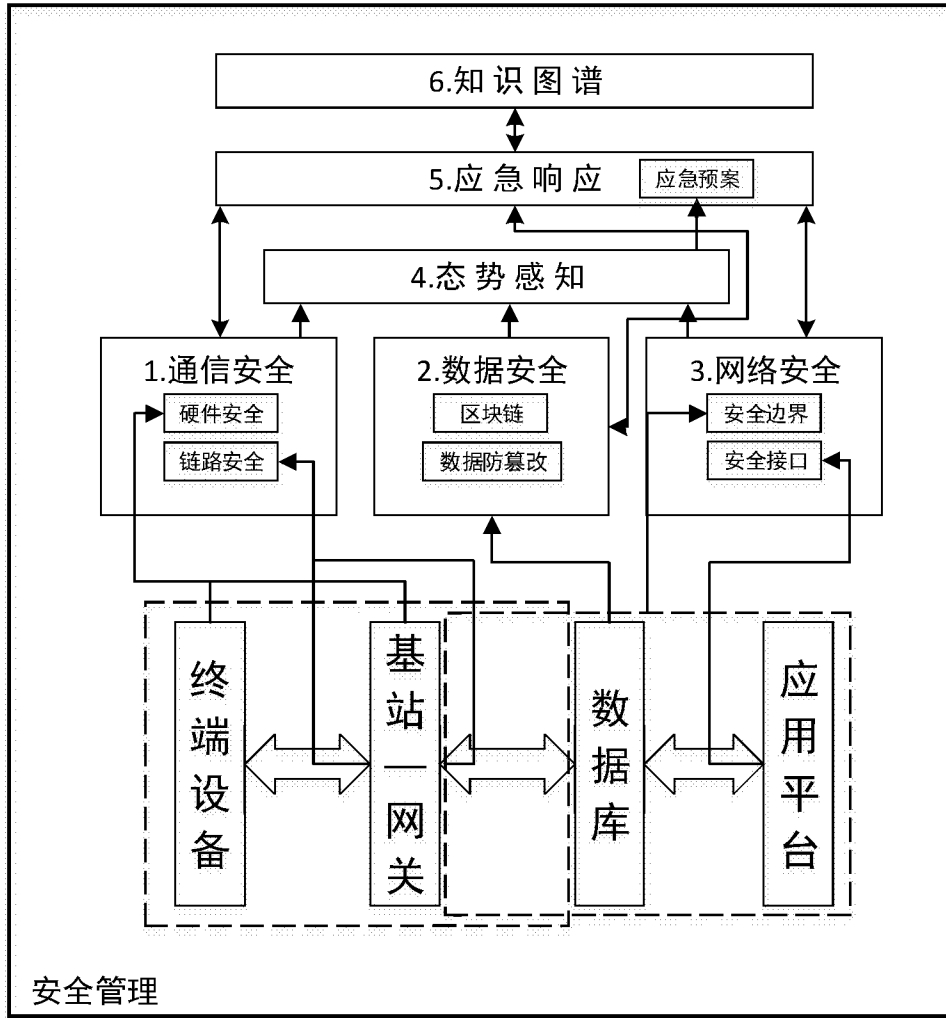 6.知识图谱
5.应急响应
应急预案
4.态势感知
1.通信安全
硬件安全
链路安全
2.数据安全
区块链
数据防篡改
3.网络安全
安全边界
安全接口
终端设备
基站—网关
数据库
应用平台
安全管理